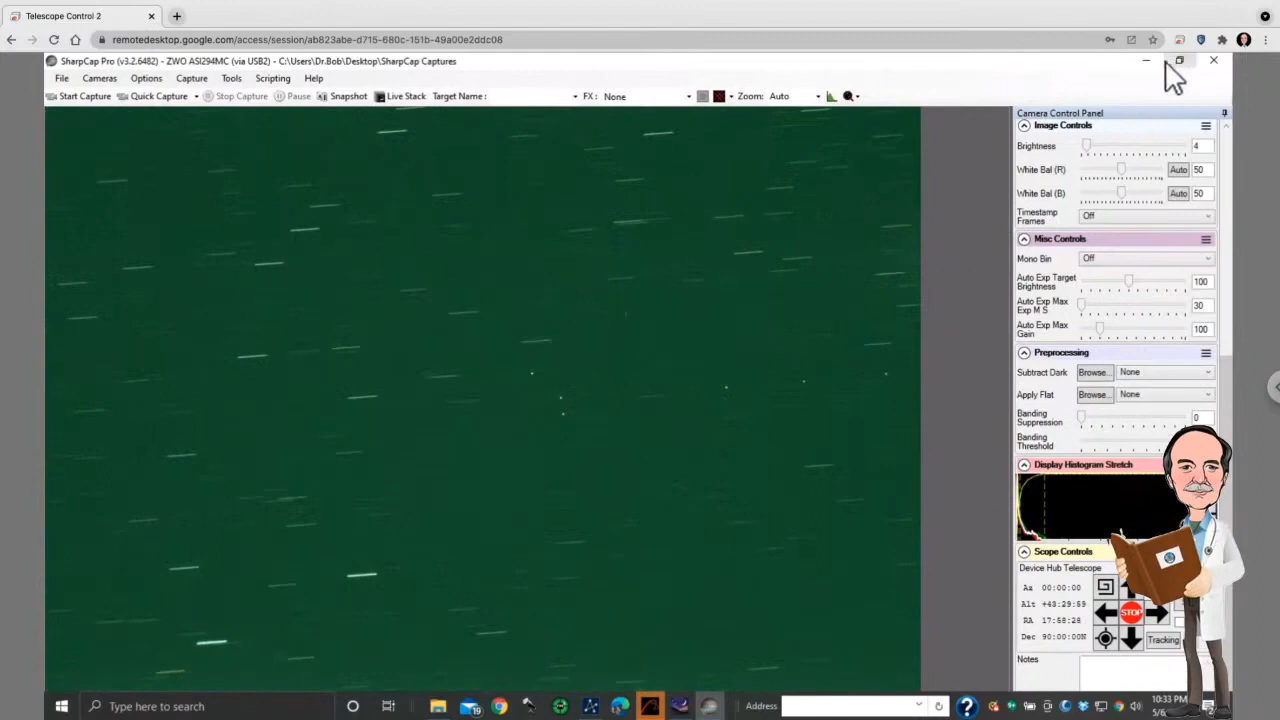 Telescope Control 2
remotedesktop.google.com/access/session/ab823abe-d715-680c-151b-49a00e2ddc08
SharpCap Pro (v3.2.6482) - ZWO ASI294MC (via USB2) - C:\Users\Dr.Bob\Desktop\SharpCap Captures
File Cameras Options Capture Tools Scripting Help
Start Capture Quick Capture Stop Capture Pause Snapshot Live Stack Target Name : FX : None Zoom: Auto
Camera Control Panel
Image Controls
Brightness 4
White Bal (R) Auto 50
White Bal (B) Auto 50
Timestamp Frames Off
Misc Controls
Mono Bin Off
Auto Exp Target Brightness 100
Auto Exp Max Exp M S 30
Auto Exp Max Gain 100
Preprocessing
Subtract Dark Browse... None
Apply Flat Browse... None
Banding Suppression 0
Banding Threshold
Display Histogram Stretch
Scope Controls
Device Hub Telescope
Az 00:00:00
Alt +43:29:59
RA 17:58:28
STOP
Dec 90:00:00N
Tracking
Notes
Type here to search
19
Address
10:33 PM